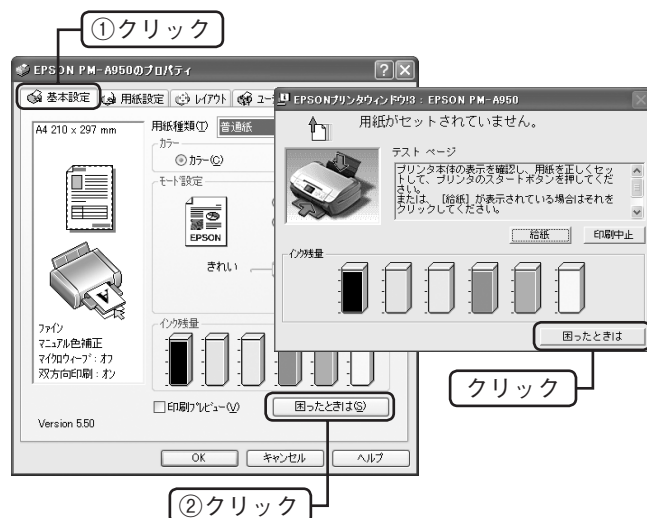 ①クリック
EPSON PM-A950のプロパティ
基本設定
用紙設定
レイアウト
A4 210 x 297 mm
用紙種類(T)
普通紙
カラー
カラー(C)
モード設定
EPSON
きれい
ファイン
マニュアル色補正
マイクロウィーブ：オフ
双方向印刷：オン
インク残量
印刷プレビュー(V)
困ったときは(S)
Version 5.50
OK
キャンセル
ヘルプ
②クリック
EPSONプリンタウィンドウ!3 : EPSON PM-A950
用紙がセットされていません。
テスト ページ
プリンタ本体の表示を確認し、用紙を正しくセッ
トして、プリンタのスタートボタンを押してくだ
さい。
または、［給紙］が表示されている場合はそれを
クリックしてください。
給紙
印刷中止
インク残量
困ったときは
クリック